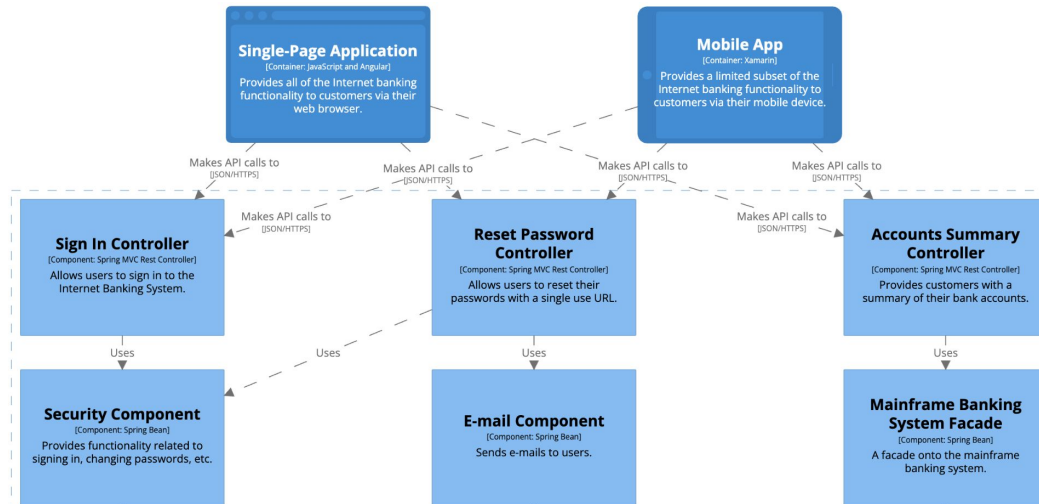 Single-Page Application
[Container: JavaScript and Angular]
Provides all of the Internet banking
functionality to customers via their
web browser.
Mobile App
[Container: Xamarin]
Provides a limited subset of the
Internet banking functionality to
customers via their mobile device.
Makes API calls to
[JSON/HTTPS]
Makes API calls to
[JSON/HTTPS]
Makes API calls to
[JSON/HTTPS]
Makes API calls to
[JSON/HTTPS]
Makes API calls to
[JSON/HTTPS]
Makes API calls to
[JSON/HTTPS]
Sign In Controller
[Component: Spring MVC Rest Controller]
Allows users to sign in to the
Internet Banking System.
Reset Password
Controller
[Component: Spring MVC Rest Controller]
Allows users to reset their
passwords with a single use URL.
Accounts Summary
Controller
[Component: Spring MVC Rest Controller]
Provides customers with a
summary of their bank accounts.
Uses
Uses
Uses
Uses
Security Component
[Component: Spring Bean]
Provides functionality related to
signing in, changing passwords, etc.
E-mail Component
[Component: Spring Bean]
Sends e-mails to users.
Mainframe Banking
System Facade
[Component: Spring Bean]
A facade onto the mainframe
banking system.